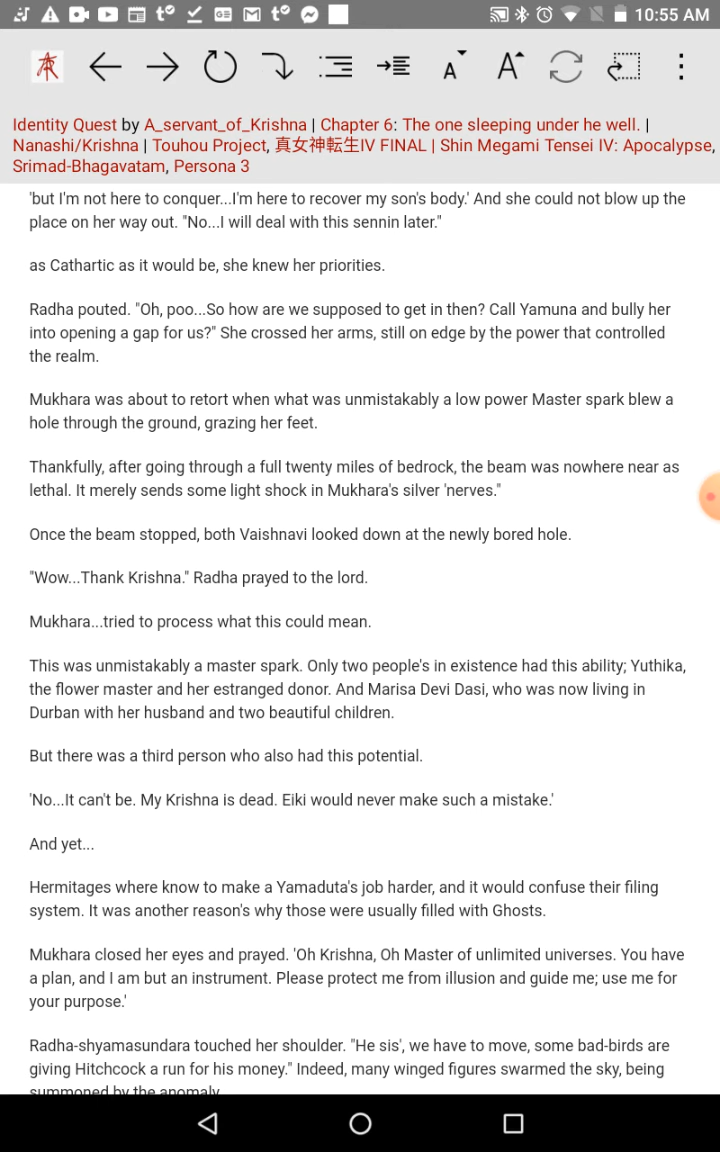 10:55 AM
Identity Quest by A_servant_of_Krishna | Chapter 6: The one sleeping under he well. |
Nanashi/Krishna | Touhou Project, 真女神転生IV FINAL | Shin Megami Tensei IV: Apocalypse,
Srimad-Bhagavatam, Persona 3
'but I'm not here to conquer...I'm here to recover my son's body.' And she could not blow up the
place on her way out. "No...I will deal with this sennin later."
as Cathartic as it would be, she knew her priorities.
Radha pouted. "Oh, poo...So how are we supposed to get in then? Call Yamuna and bully her
into opening a gap for us?" She crossed her arms, still on edge by the power that controlled
the realm.
Mukhara was about to retort when what was unmistakably a low power Master spark blew a
hole through the ground, grazing her feet.
Thankfully, after going through a full twenty miles of bedrock, the beam was nowhere near as
lethal. It merely sends some light shock in Mukhara's silver 'nerves."
Once the beam stopped, both Vaishnavi looked down at the newly bored hole.
"Wow...Thank Krishna." Radha prayed to the lord.
Mukhara...tried to process what this could mean.
This was unmistakably a master spark. Only two people's in existence had this ability; Yuthika,
the flower master and her estranged donor. And Marisa Devi Dasi, who was now living in
Durban with her husband and two beautiful children.
But there was a third person who also had this potential.
'No...It can't be. My Krishna is dead. Eiki would never make such a mistake.'
And yet...
Hermitages where know to make a Yamaduta's job harder, and it would confuse their filing
system. It was another reason's why those were usually filled with Ghosts.
Mukhara closed her eyes and prayed. 'Oh Krishna, Oh Master of unlimited universes. You have
a plan, and I am but an instrument. Please protect me from illusion and guide me; use me for
your purpose.'
Radha-shyamasundara touched her shoulder. "He sis', we have to move, some bad-birds are
giving Hitchcock a run for his money." Indeed, many winged figures swarmed the sky, being
summoned by the anomaly